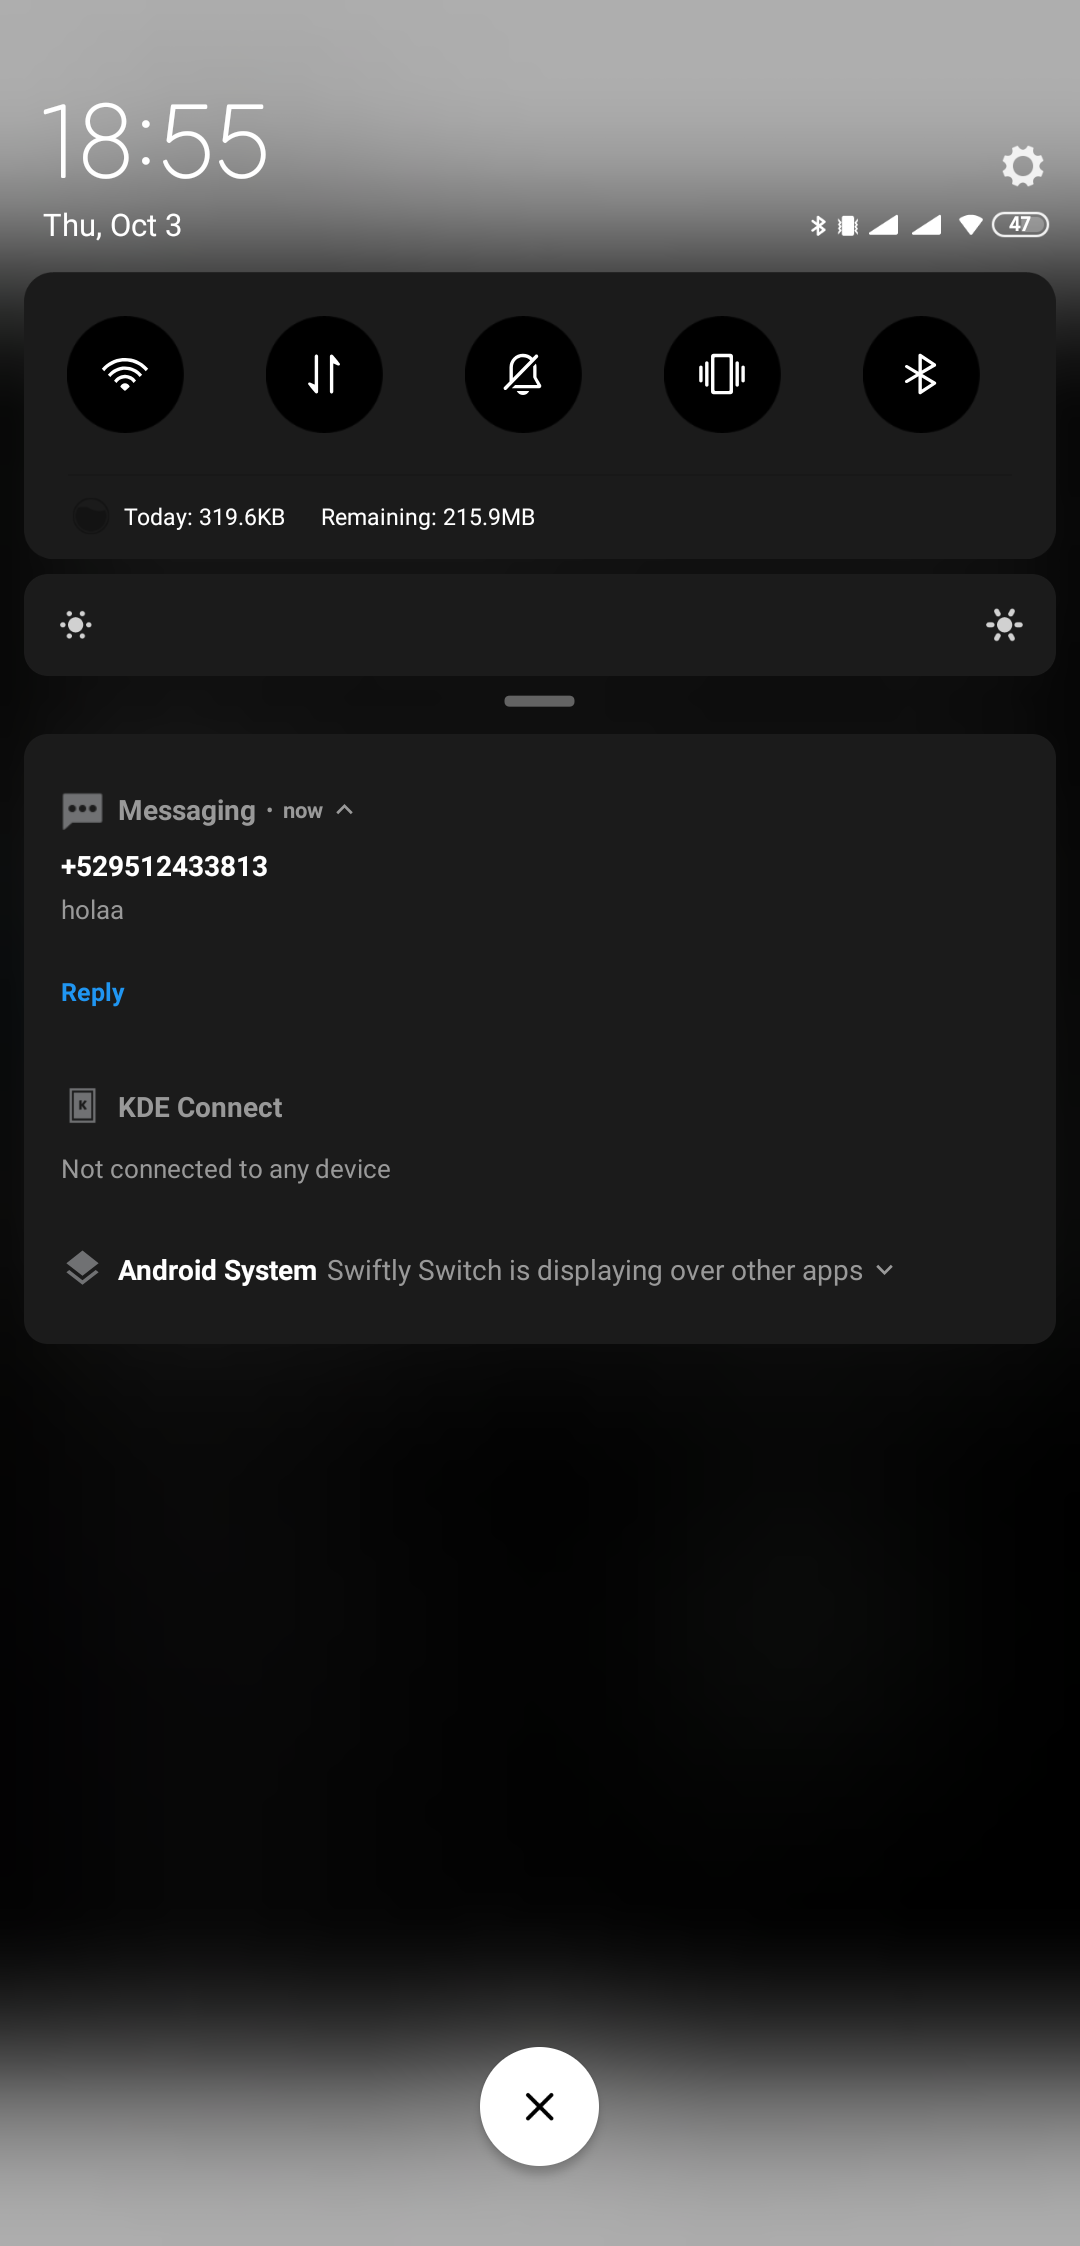 18:55
Thu, Oct 3
47
Today: 319.6KB Remaining: 215.9MB
Messaging · now
+529512433813
holaa
Reply
K
KDE Connect
Not connected to any device
Android System Swiftly Switch is displaying over other apps